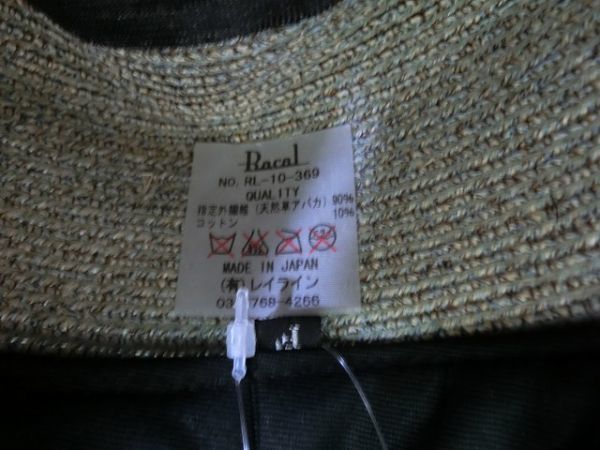 Racal
NO. RL-10-369
QUALITY
指定外繊維(天然草アバカ) 90%
コットン 10%
MADE IN JAPAN
(有)レイライン
768-4266